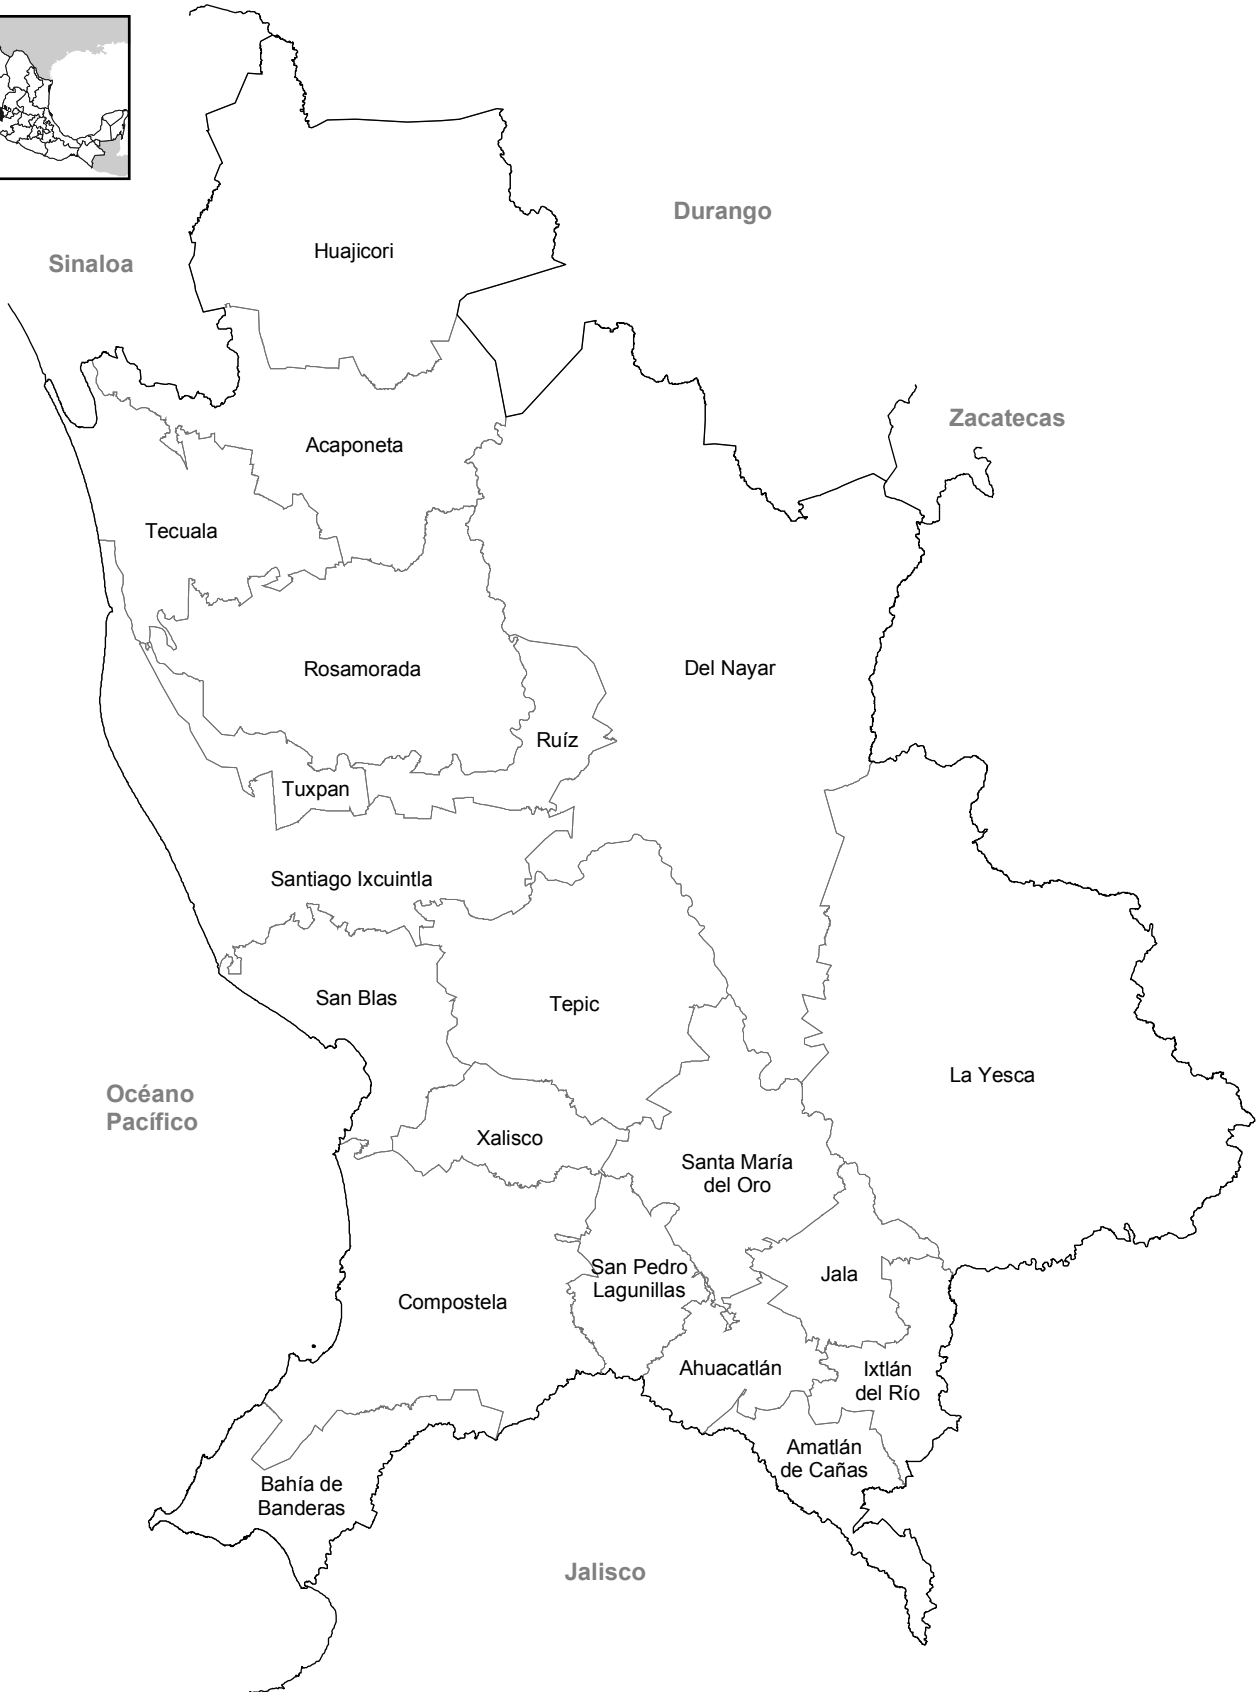 Durango
Huajicori
Sinaloa
Zacatecas
Acaponeta
Tecuala
Rosamorada
Del Nayar
Ruíz
Tuxpan
Santiago Ixcuintla
San Blas
Tepic
La Yesca
Océano
Pacífico
Xalisco
Santa María
del Oro
San Pedro
Lagunillas
Jala
Compostela
Ahuacatlán
Ixtlán
del Río
Amatlán
de Cañas
Bahía de
Banderas
Jalisco